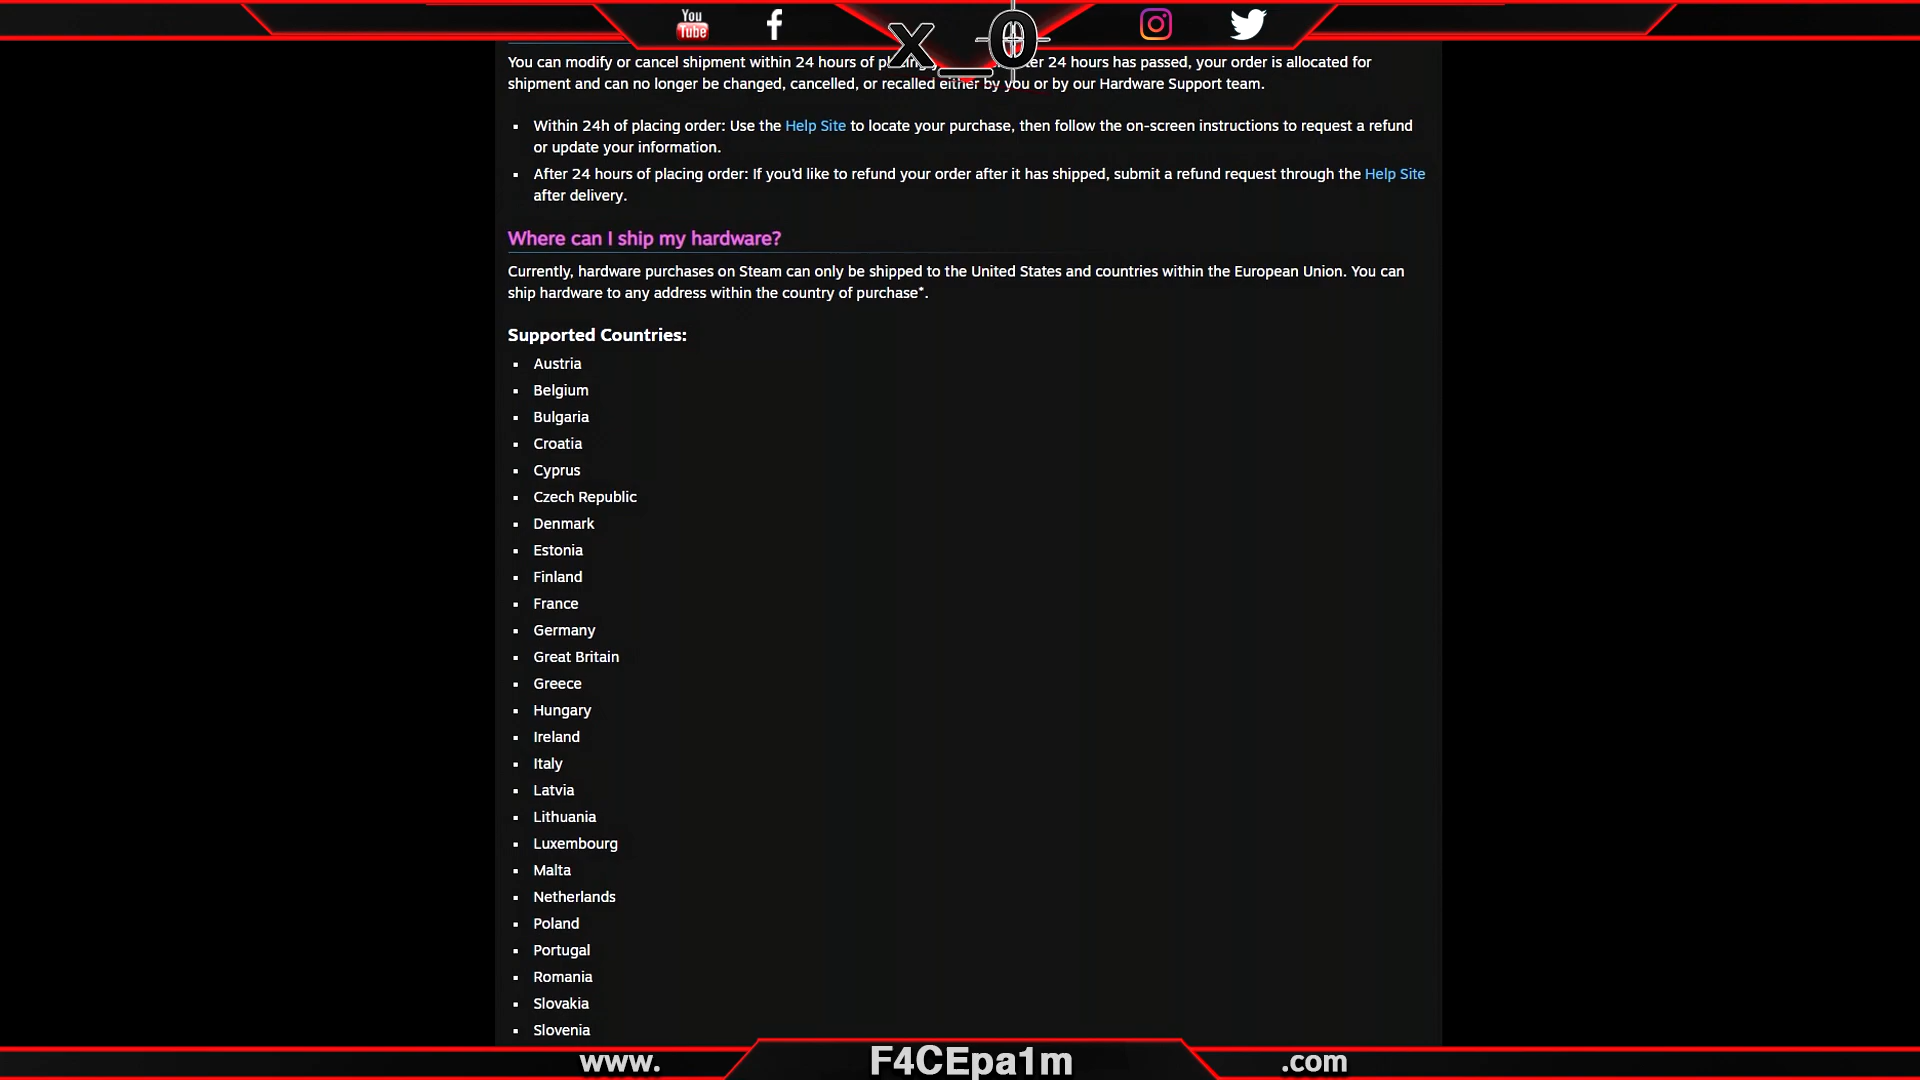 You Tube
x_0
You can modify or cancel shipment within 24 hours of 24 hours has passed, your order is allocated for
shipment and can no longer be changed, cancelled, or recalled either by you or by our Hardware Support team.
▪ Within 24h of placing order: Use the Help Site to locate your purchase, then follow the on-screen instructions to request a refund
or update your information.
▪ After 24 hours of placing order: If you’d like to refund your order after it has shipped, submit a refund request through the Help Site
after delivery.
Where can I ship my hardware?
Currently, hardware purchases on Steam can only be shipped to the United States and countries within the European Union. You can
ship hardware to any address within the country of purchase*.
Supported Countries:
▪ Austria
▪ Belgium
▪ Bulgaria
▪ Croatia
▪ Cyprus
▪ Czech Republic
▪ Denmark
▪ Estonia
▪ Finland
▪ France
▪ Germany
▪ Great Britain
▪ Greece
▪ Hungary
▪ Ireland
▪ Italy
▪ Latvia
▪ Lithuania
▪ Luxembourg
▪ Malta
▪ Netherlands
▪ Poland
▪ Portugal
▪ Romania
▪ Slovakia
▪ Slovenia
www. F4CEpa1m .com